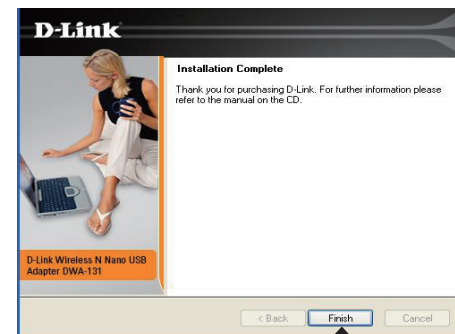 D-Link
Installation Complete
Thank you for purchasing D-Link. For further information please
refer to the manual on the CD.
D-Link Wireless N Nano USB
Adapter DWA-131
< Back Finish Cancel